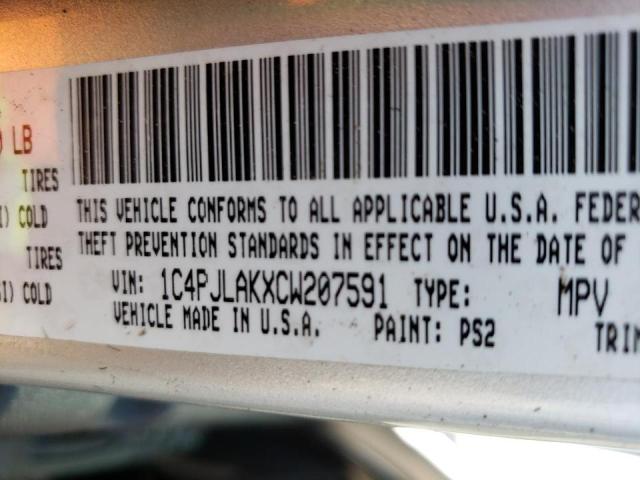 LB
TIRES
COLD
TIRES
COLD
THIS VEHICLE CONFORMS TO ALL APPLICABLE U.S.A. FEDER
THEFT PREVENTION STANDARDS IN EFFECT ON THE DATE OF
VIN: 1C4PJLAKXCW207591 TYPE: MPV
VEHICLE MADE IN U.S.A. PAINT: PS2 TRIM